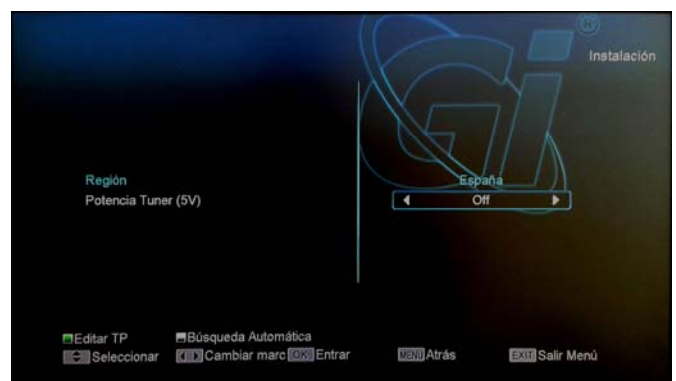 Gi ®
Instalación
Región España
Potencia Tuner (5V) Off
Editar TP Búsqueda Automática
Seleccionar Cambiar marc OK Entrar MENU Atrás EXIT Salir Menú